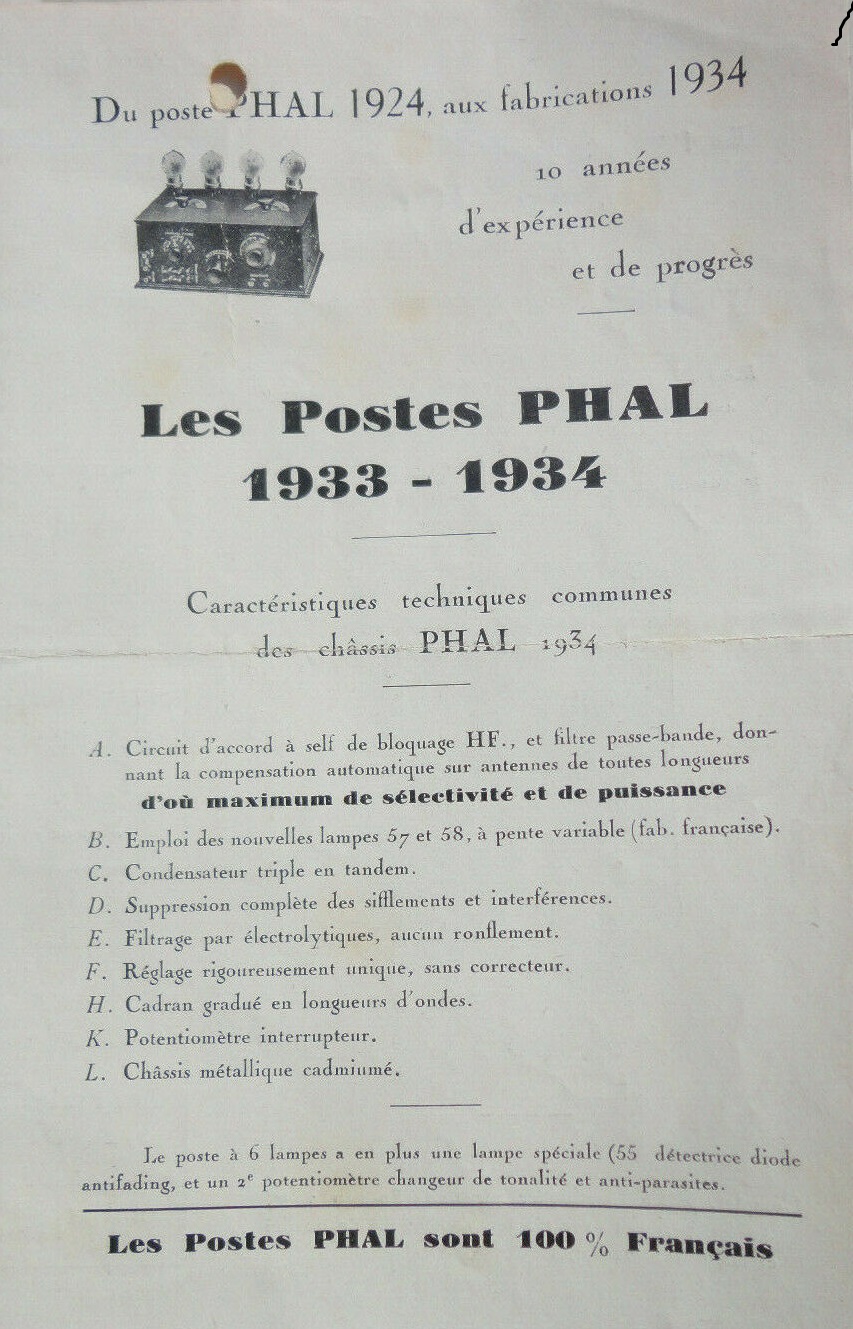 Du poste PHAL 1924, aux fabrications 1934
10 années
d'expérience
et de progrès
Les Postes PHAL
1933 - 1934
Caractéristiques techniques communes
des châssis PHAL 1934
A. Circuit d'accord à self de bloquage HF., et filtre passe-bande, don-
nant la compensation automatique sur antennes de toutes longueurs
d'où maximum de sélectivité et de puissance
B. Emploi des nouvelles lampes 57 et 58, à pente variable (fab. française).
C. Condensateur triple en tandem.
D. Suppression complète des sifflements et interférences.
E. Filtrage par électrolytiques, aucun ronflement.
F. Réglage rigoureusement unique, sans correcteur.
H. Cadran gradué en longueurs d'ondes.
K. Potentiomètre interrupteur.
L. Châssis métallique cadmiumé.
Le poste à 6 lampes a en plus une lampe spéciale (55 détectrice diode
antifading, et un 2e potentiomètre changeur de tonalité et anti-parasites.
Les Postes PHAL sont 100 % Français